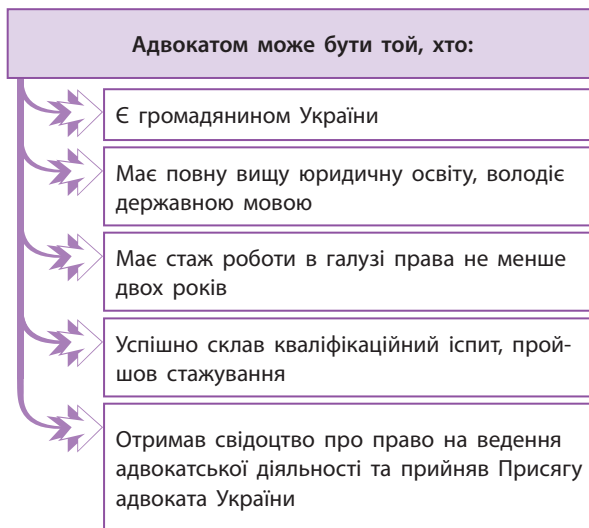 Адвокатом може бути той, хто:
Є громадянином України
Має повну вищу юридичну освіту, володіє
державною мовою
Має стаж роботи в галузі права не менше
двох років
Успішно склав кваліфікаційний іспит, прой-
шов стажування
Отримав свідоцтво про право на ведення
адвокатської діяльності та прийняв Присягу
адвоката України